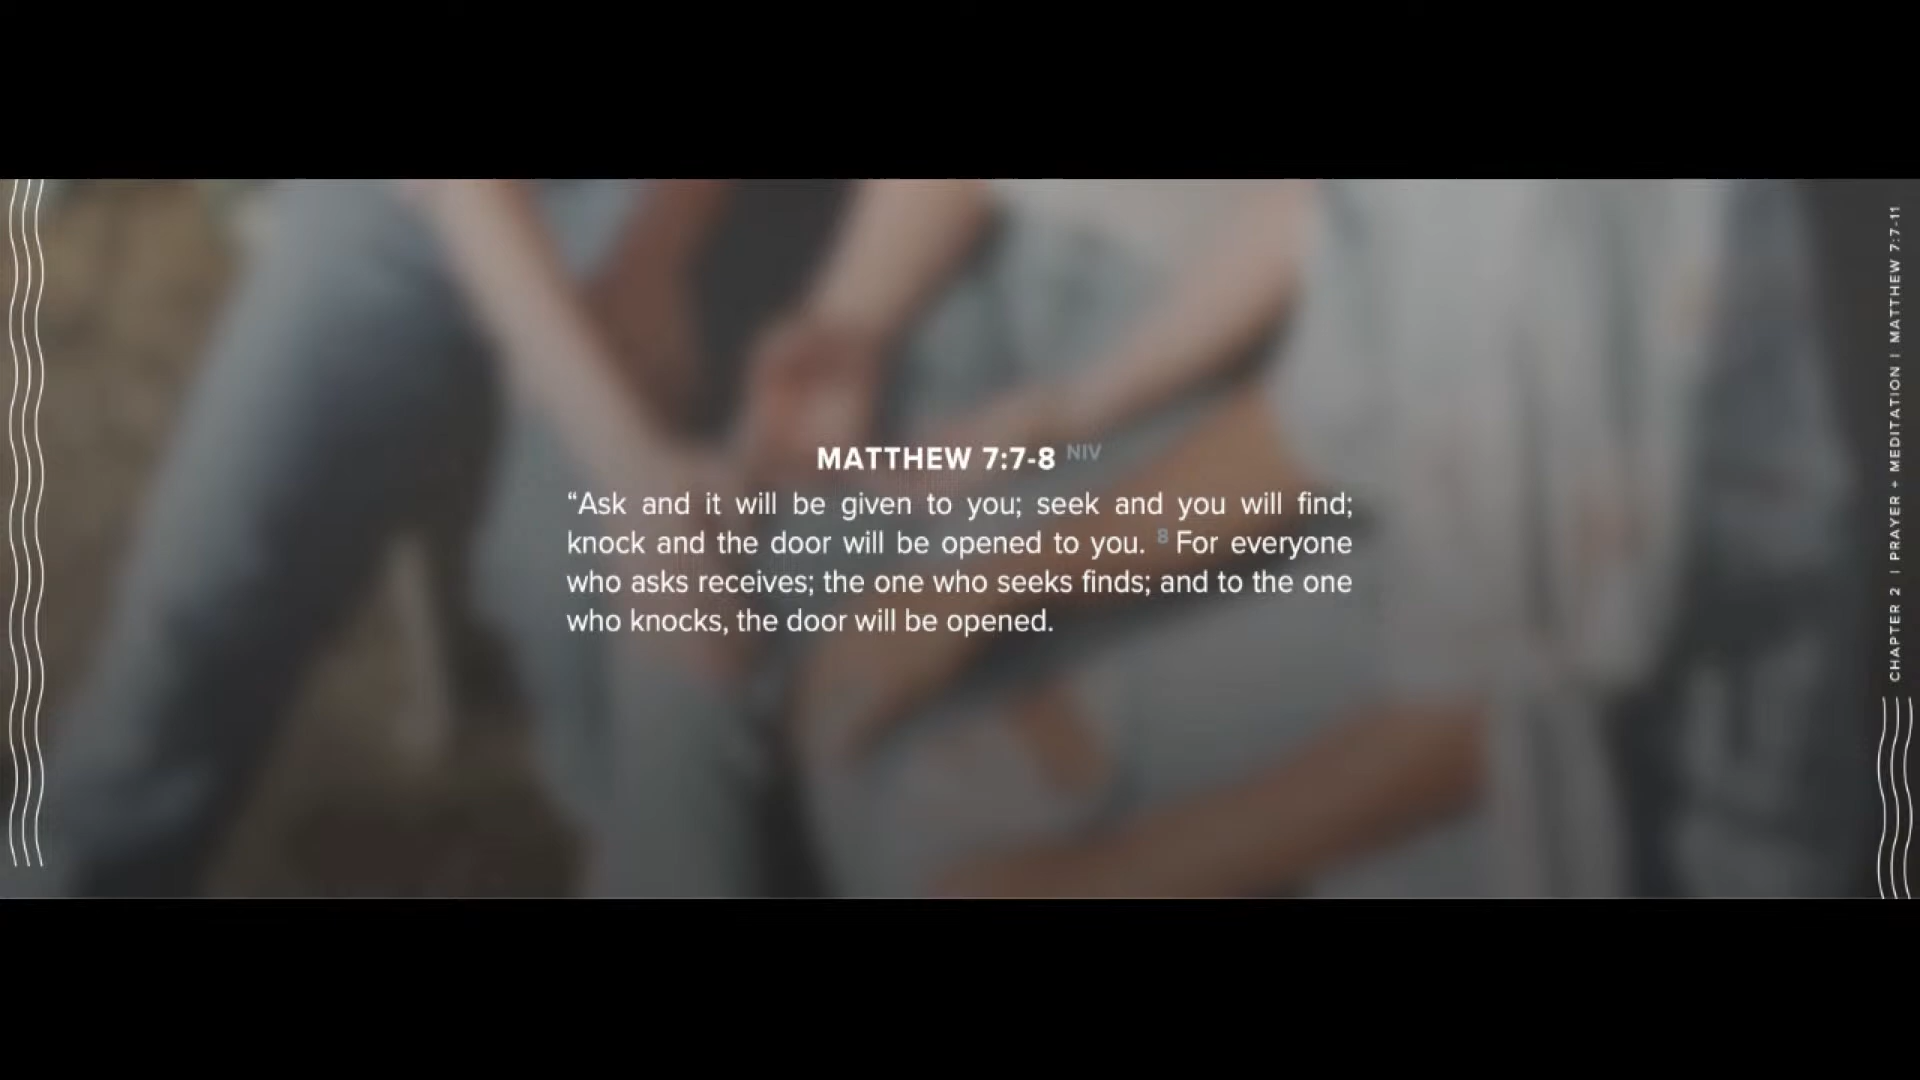 MATTHEW 7:7-8 NIV
“Ask and it will be given to you; seek and you will find;
knock and the door will be opened to you. 8 For everyone
who asks receives; the one who seeks finds; and to the one
who knocks, the door will be opened.
CHAPTER 2 | PRAYER + MEDITATION | MATTHEW 7:7-11